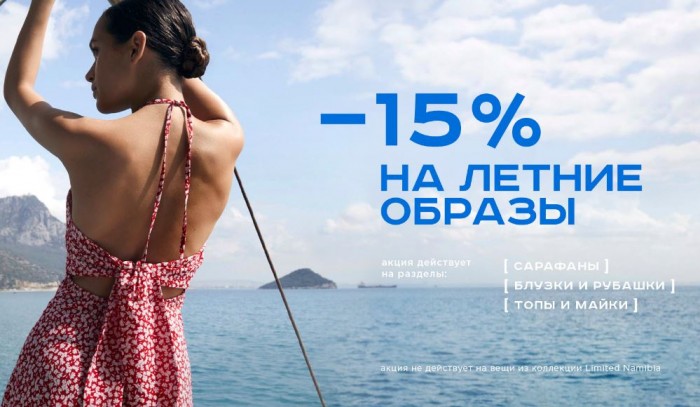 –15%
НА ЛЕТНИЕ
ОБРАЗЫ
акция действует
на разделы:
[ САРАФАНЫ ]
[ БЛУЗКИ И РУБАШКИ ]
[ ТОПЫ И МАЙКИ ]
акция не действует на вещи из коллекции Limited Namibia